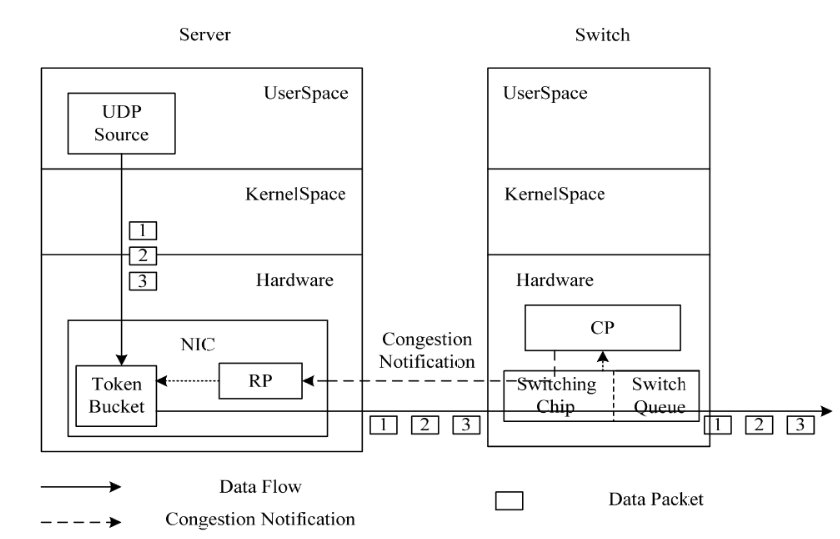 Server
Switch
UserSpace
UDP
Source
KernelSpace
1
2
3
Hardware
NIC
Token
Bucket
RP
Congestion
Notification
UserSpace
KernelSpace
Hardware
CP
Switching
Chip
Switch
Queue
1 2 3
1 2 3
Data Flow
Data Packet
Congestion Notification